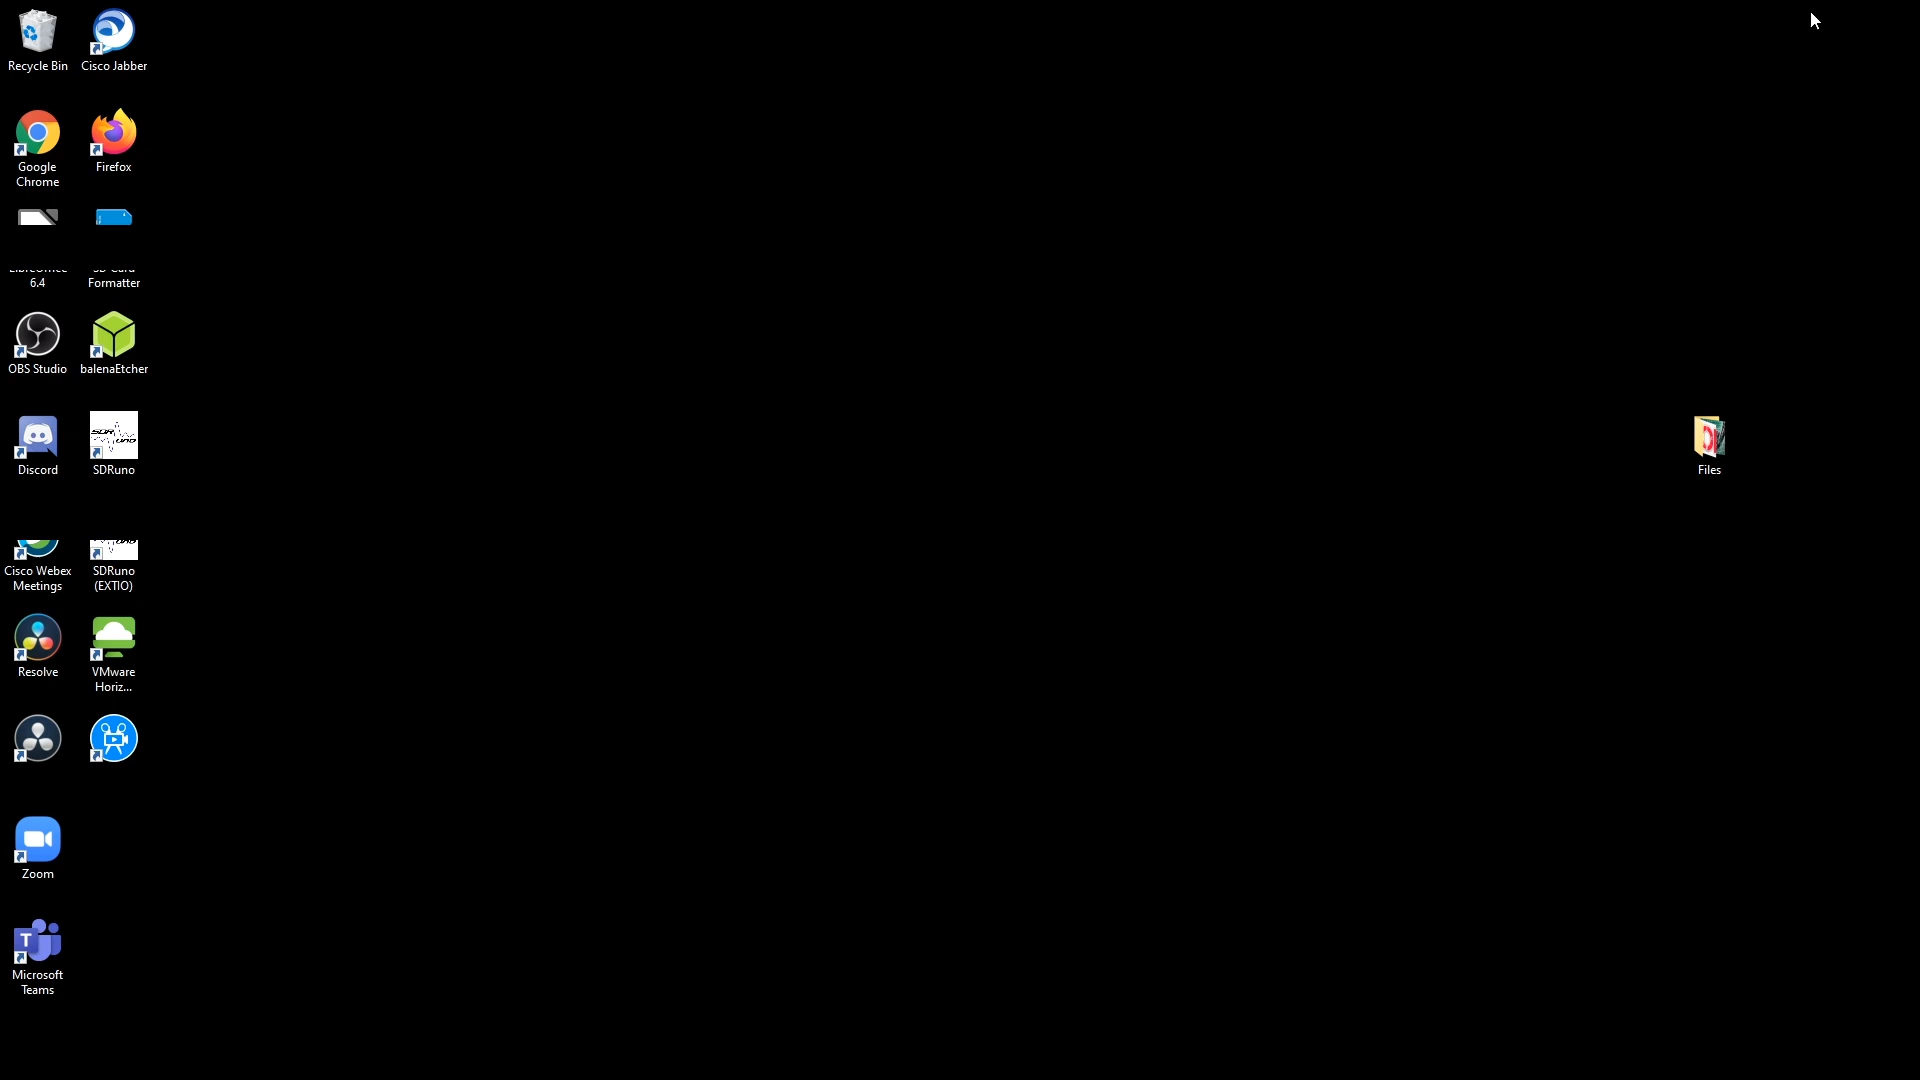 Recycle Bin
Cisco Jabber
Google
Chrome
Firefox
6.4
Formatter
OBS Studio
balenaEtcher
Discord
SDRuno
Files
Cisco Webex
Meetings
SDRuno
(EXTIO)
Resolve
VMware
Horiz...
Zoom
T
Microsoft
Teams